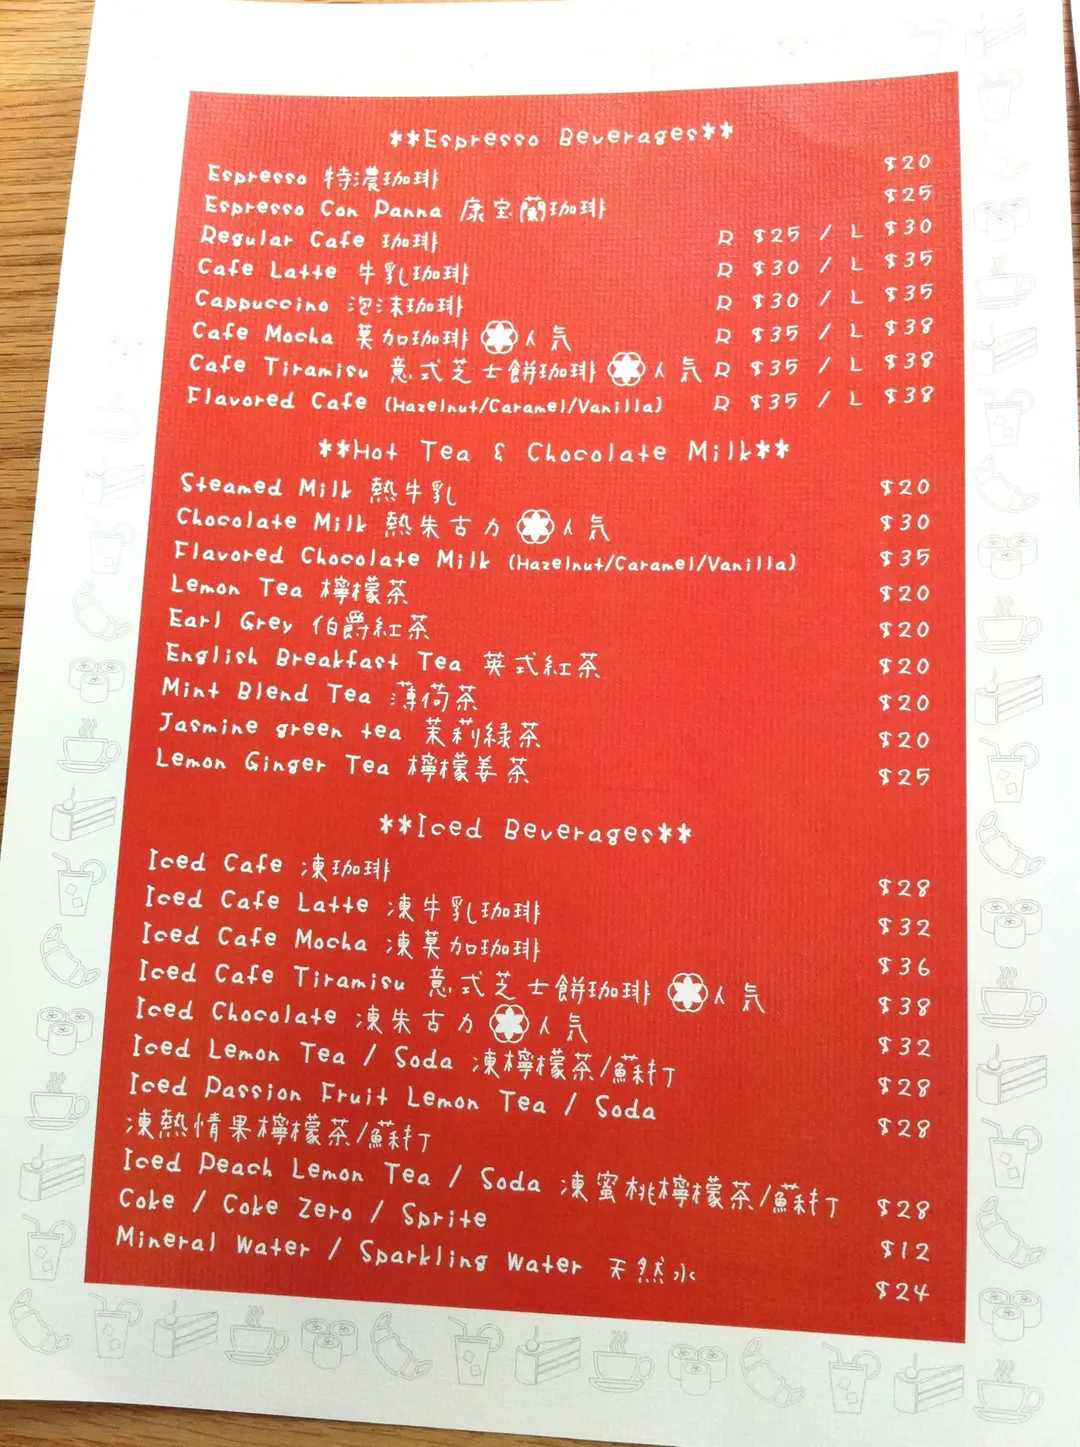 **Espresso Beverages**
Espresso 特濃珈琲 $20
Espresso Con Panna 康宝蘭珈琲 $25
Regular Cafe 珈琲 R $25 / L $30
Cafe Latte 牛乳珈琲 R $30 / L $35
Cappuccino 泡沫珈琲 R $30 / L $35
Cafe Mocha 莫加珈琲 人気 R $35 / L $38
Cafe Tiramisu 意式芝士餅珈琲 人気 R $35 / L $38
Flavored Cafe (Hazelnut/Caramel/Vanilla) R $35 / L $38
**Hot Tea & Chocolate Milk**
Steamed Milk 熱牛乳 $20
Chocolate Milk 熱朱古力 人気 $30
Flavored Chocolate Milk (Hazelnut/Caramel/Vanilla) $35
Lemon Tea 檸檬茶 $20
Earl Grey 伯爵紅茶 $20
English Breakfast Tea 英式紅茶 $20
Mint Blend Tea 薄荷茶 $20
Jasmine green tea 茉莉緑茶 $20
Lemon Ginger Tea 檸檬姜茶 $25
**Iced Beverages**
Iced Cafe 凍珈琲 $28
Iced Cafe Latte 凍牛乳珈琲 $32
Iced Cafe Mocha 凍莫加珈琲 $36
Iced Cafe Tiramisu 意式芝士餅珈琲 人気 $38
Iced Chocolate 凍朱古力 人気 $32
Iced Lemon Tea / Soda 凍檸檬茶/蘇打 $28
Iced Passion Fruit Lemon Tea / Soda $28
凍熱情果檸檬茶/蘇打
Iced Peach Lemon Tea / Soda 凍蜜桃檸檬茶/蘇打 $28
Coke / Coke Zero / Sprite $12
Mineral Water / Sparkling Water 天然水 $24